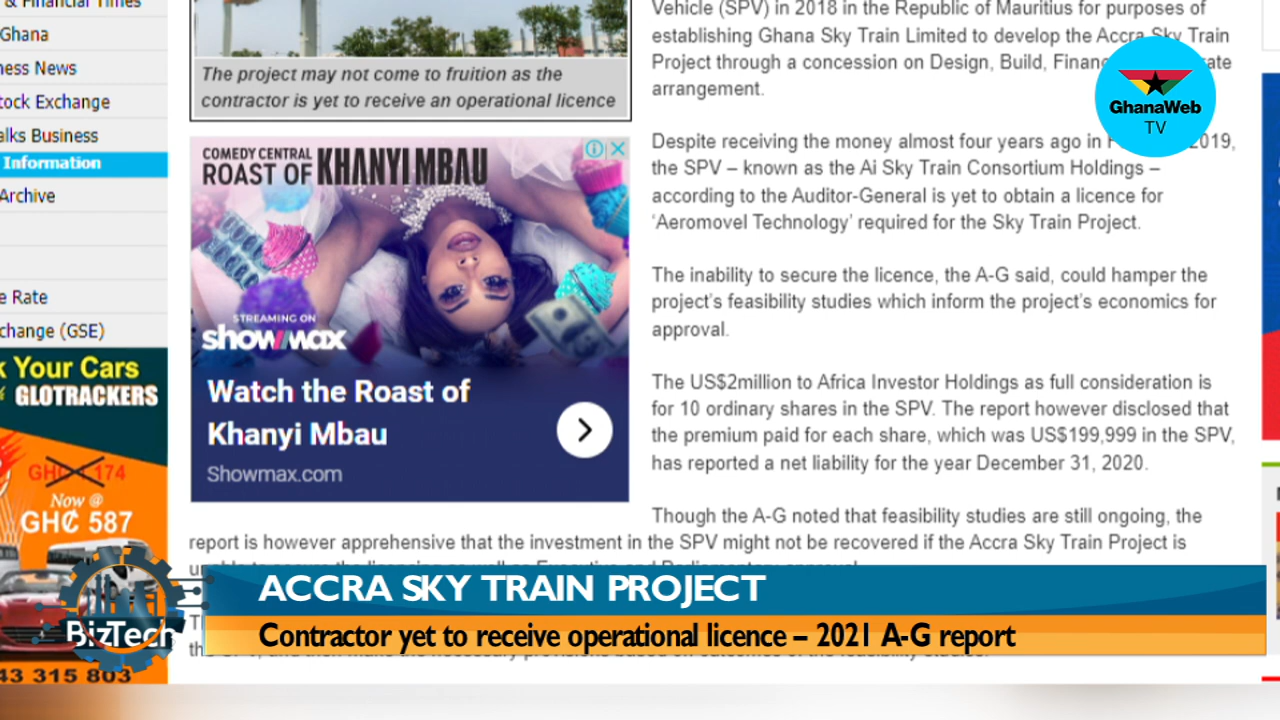 & Financial Times
Ghana
ness News
tock Exchange
alks Business
Information
Archive
e Rate
change (GSE)
k Your Cars
GLOTRACKERS
GHC 1 174
Now @
GH₵ 587
43 315 803
The project may not come to fruition as the
contractor is yet to receive an operational licence
COMEDY CENTRAL
ROAST OF KHANYI MBAU
STREAMING ON
showmax
Watch the Roast of
Khanyi Mbau
Showmax.com
Vehicle (SPV) in 2018 in the Republic of Mauritius for purposes of
establishing Ghana Sky Train Limited to develop the Accra Sky Train
Project through a concession on Design, Build, Finance
arrangement.
Despite receiving the money almost four years ago in 2019,
the SPV – known as the Ai Sky Train Consortium Holdings –
according to the Auditor-General is yet to obtain a licence for
‘Aeromovel Technology’ required for the Sky Train Project.
The inability to secure the licence, the A-G said, could hamper the
project’s feasibility studies which inform the project’s economics for
approval.
The US$2million to Africa Investor Holdings as full consideration is
for 10 ordinary shares in the SPV. The report however disclosed that
the premium paid for each share, which was US$199,999 in the SPV,
has reported a net liability for the year December 31, 2020.
Though the A-G noted that feasibility studies are still ongoing, the
report is however apprehensive that the investment in the SPV might not be recovered if the Accra Sky Train Project is
GhanaWeb
TV
BizTech
ACCRA SKY TRAIN PROJECT
Contractor yet to receive operational licence – 2021 A-G report